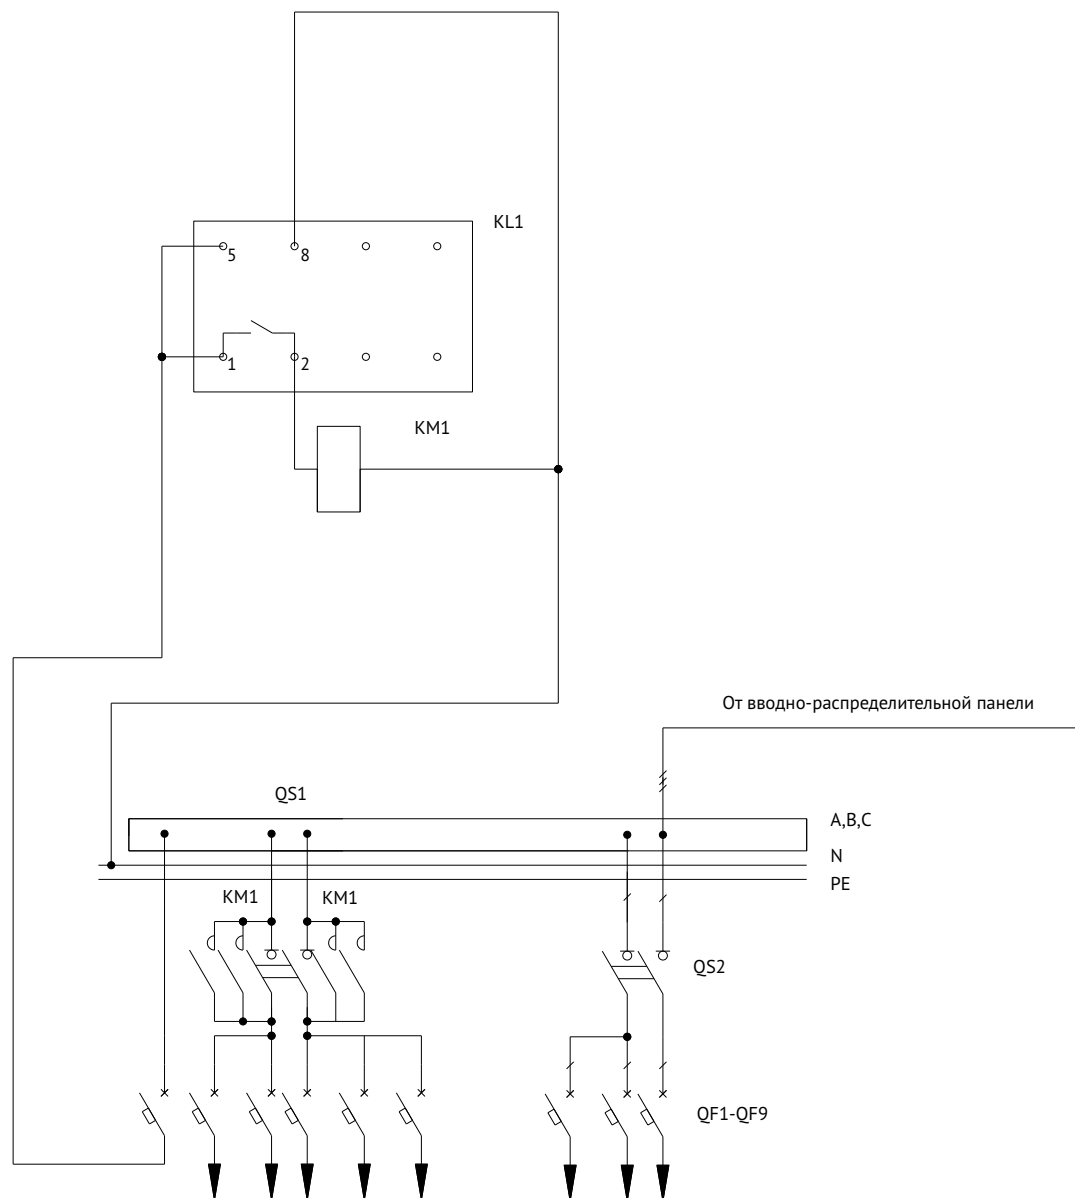 KL1
5
8
1
2
KM1
От вводно-распределительной панели
QS1
A,B,C
N
PE
KM1
KM1
QS2
QF1-QF9